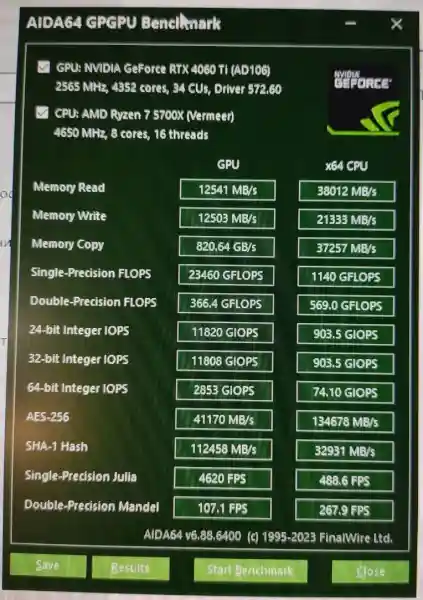 AIDA64 GPGPU Benchmark
GPU: NVIDIA GeForce RTX 4060 Ti (AD106)
2565 MHz, 4352 cores, 34 CUs, Driver 572.60
CPU: AMD Ryzen 7 5700X (Vermeer)
4650 MHz, 8 cores, 16 threads
NVIDIA
GEFORCE
GPU x64 CPU
Memory Read 12541 MB/s 38012 MB/s
Memory Write 12503 MB/s 21333 MB/s
Memory Copy 820.64 GB/s 37257 MB/s
Single-Precision FLOPS 23460 GFLOPS 1140 GFLOPS
Double-Precision FLOPS 366.4 GFLOPS 569.0 GFLOPS
24-bit Integer IOPS 11820 GIOPS 903.5 GIOPS
32-bit Integer IOPS 11808 GIOPS 903.5 GIOPS
64-bit Integer IOPS 2853 GIOPS 74.10 GIOPS
AES-256 41170 MB/s 134678 MB/s
SHA-1 Hash 112458 MB/s 32931 MB/s
Single-Precision Julia 4620 FPS 488.6 FPS
Double-Precision Mandel 107.1 FPS 267.9 FPS
AIDA64 v6.88.6400 (c) 1995-2023 FinalWire Ltd.
Save Results Start Benchmark Close